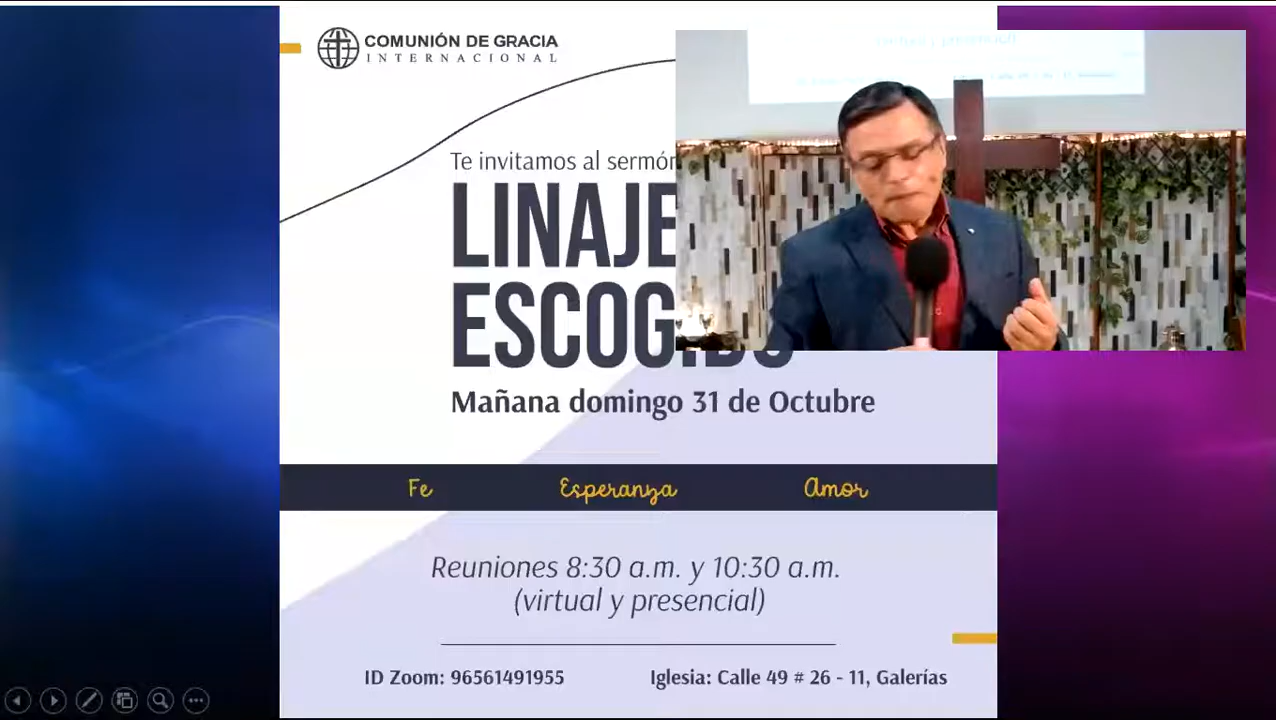 COMUNIÓN DE GRACIA
INTERNACIONAL
Te invitamos al sermón
LINAJE
ESCOGIDO
Mañana domingo 31 de Octubre
Fe Esperanza Amor
Reuniones 8:30 a.m. y 10:30 a.m.
(virtual y presencial)
ID Zoom: 96561491955 Iglesia: Calle 49 # 26 - 11, Galerías